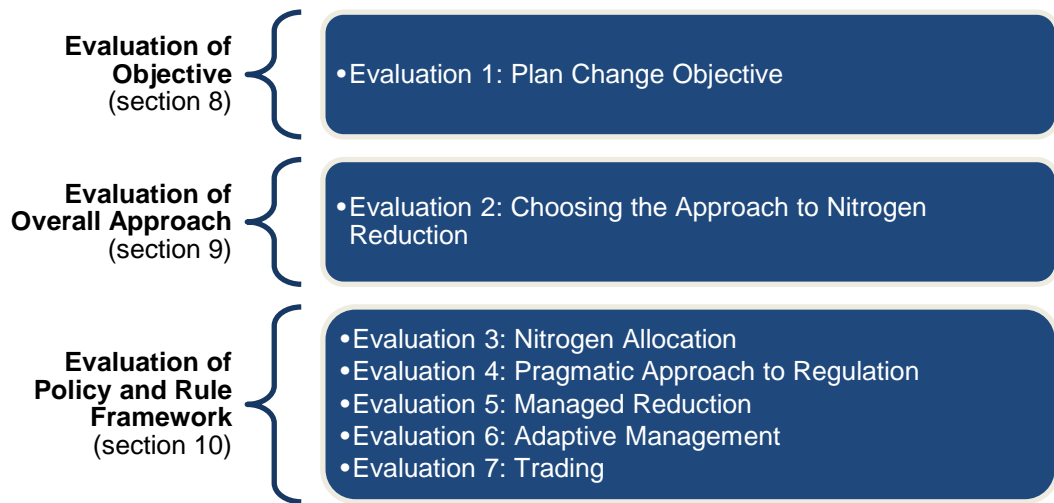 Evaluation of
Objective
(section 8)
•Evaluation 1: Plan Change Objective
Evaluation of
Overall Approach
(section 9)
•Evaluation 2: Choosing the Approach to Nitrogen
Reduction
Evaluation of
Policy and Rule
Framework
(section 10)
•Evaluation 3: Nitrogen Allocation
•Evaluation 4: Pragmatic Approach to Regulation
•Evaluation 5: Managed Reduction
•Evaluation 6: Adaptive Management
•Evaluation 7: Trading